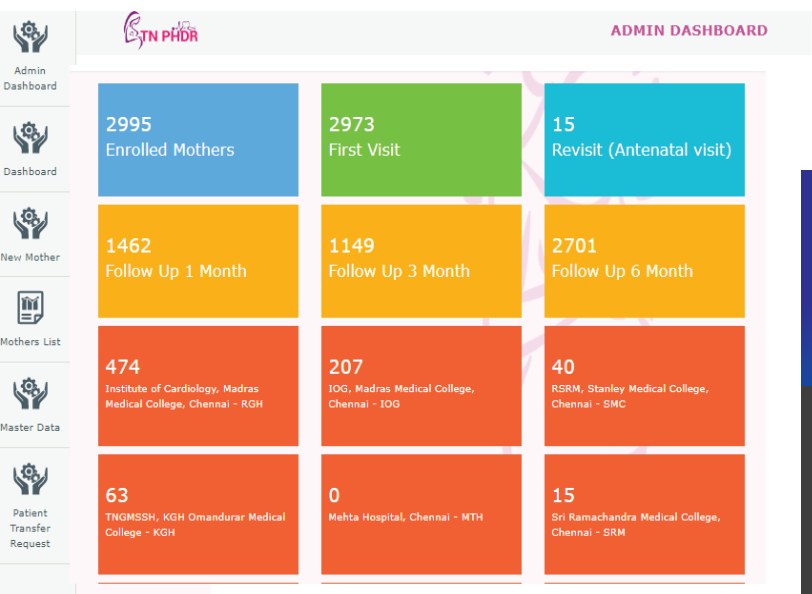 TN PHDR
ADMIN DASHBOARD
Admin
Dashboard
Dashboard
New Mother
Mothers List
Master Data
Patient
Transfer
Request
2995
Enrolled Mothers
2973
First Visit
15
Revisit (Antenatal visit)
1462
Follow Up 1 Month
1149
Follow Up 3 Month
2701
Follow Up 6 Month
474
Institute of Cardiology, Madras
Medical College, Chennai - RGH
207
IOG, Madras Medical College,
Chennai - IOG
40
RSRM, Stanley Medical College,
Chennai - SMC
63
TNGMSSH, KGH Omandurar Medical
College - KGH
0
Mehta Hospital, Chennai - MTH
15
Sri Ramachandra Medical College,
Chennai - SRM